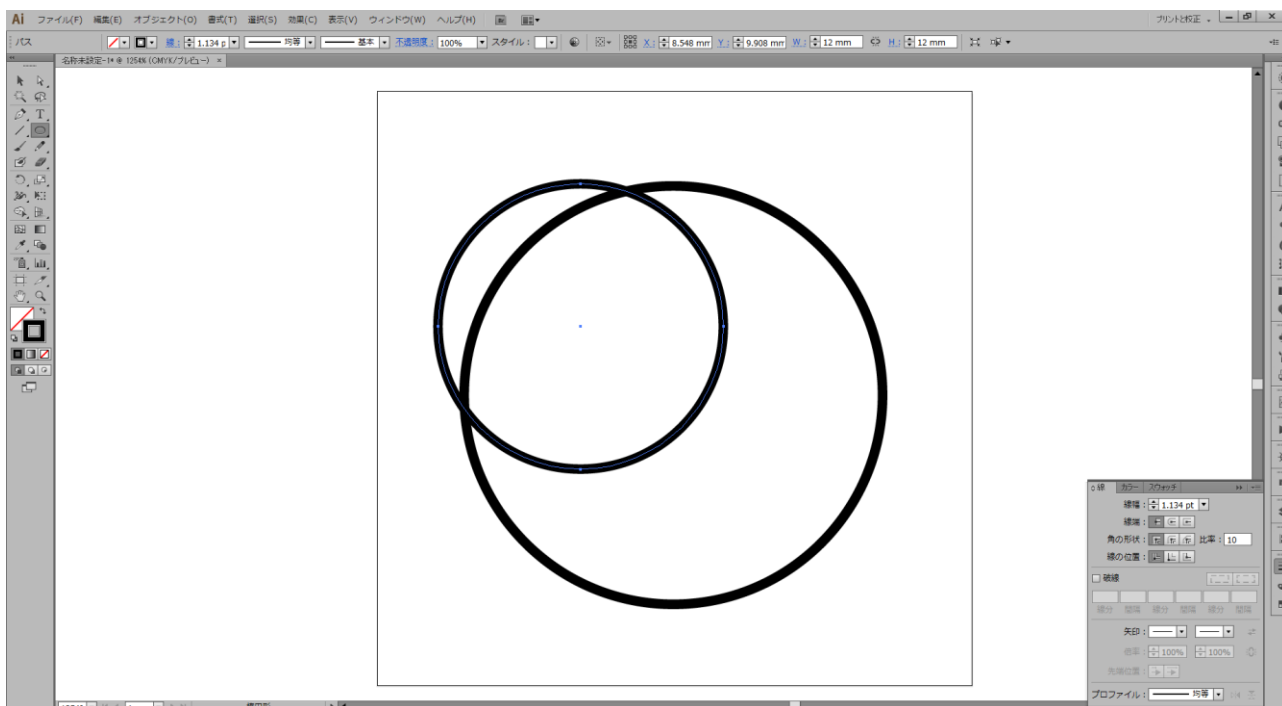 Ai ファイル(F) 編集(E) オブジェクト(O) 書式(T) 選択(S) 効果(C) 表示(V) ウィンドウ(W) ヘルプ(H) Br プリントと校正
パス 線: 1.134 p 均等 基本 不透明度: 100% スタイル: X: 8.548 mm Y: 9.908 mm W: 12 mm H: 12 mm
名称未設定-1* @ 1254% (CMYK/プレビュー) ×
線 カラー スウォッチ
線幅: 1.134 pt
線端:
角の形状: 比率: 10
線の位置:
破線
線分 間隔 線分 間隔 線分 間隔
矢印:
倍率: 100% 100%
先端位置:
プロファイル: 均等
楕円形